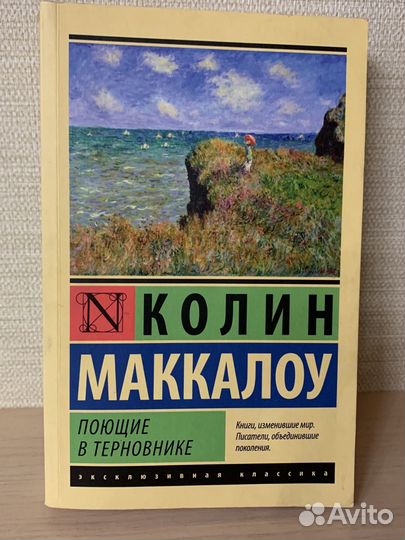 N
КОЛИН
МАККАЛОУ
ПОЮЩИЕ
В ТЕРНОВНИКЕ
Книги, изменившие мир.
Писатели, объединившие
поколения.
эксклюзивная классика
Avito